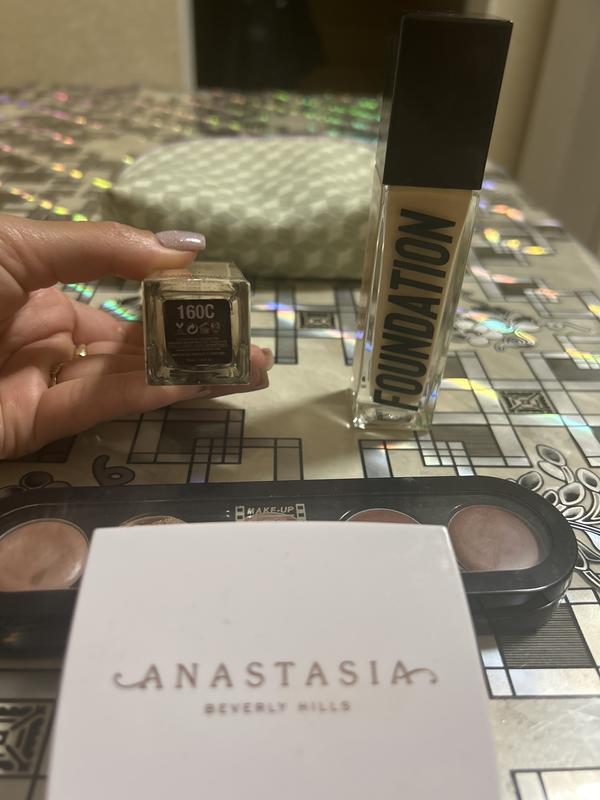 160C
FOUNDATION
MAKE-UP
ANASTASIA
BEVERLY HILLS